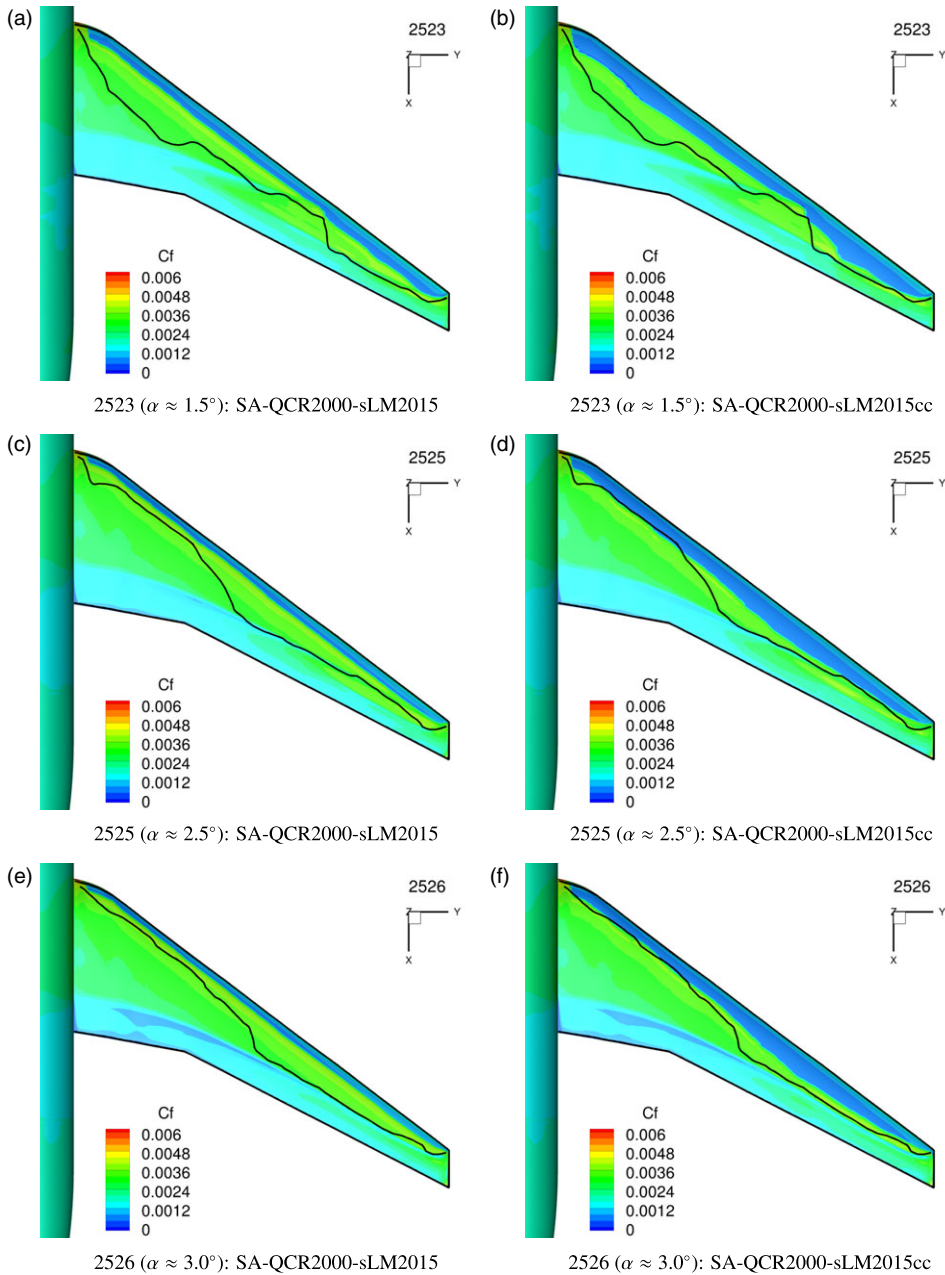 (a)
2523
Z Y
X
Cf
0.006
0.0048
0.0036
0.0024
0.0012
0
2523 (α ≈ 1.5°): SA-QCR2000-sLM2015
(b)
2523
Z Y
X
Cf
0.006
0.0048
0.0036
0.0024
0.0012
0
2523 (α ≈ 1.5°): SA-QCR2000-sLM2015cc
(c)
2525
Z Y
X
Cf
0.006
0.0048
0.0036
0.0024
0.0012
0
2525 (α ≈ 2.5°): SA-QCR2000-sLM2015
(d)
2525
Z Y
X
Cf
0.006
0.0048
0.0036
0.0024
0.0012
0
2525 (α ≈ 2.5°): SA-QCR2000-sLM2015cc
(e)
2526
Z Y
X
Cf
0.006
0.0048
0.0036
0.0024
0.0012
0
2526 (α ≈ 3.0°): SA-QCR2000-sLM2015
(f)
2526
Z Y
X
Cf
0.006
0.0048
0.0036
0.0024
0.0012
0
2526 (α ≈ 3.0°): SA-QCR2000-sLM2015cc